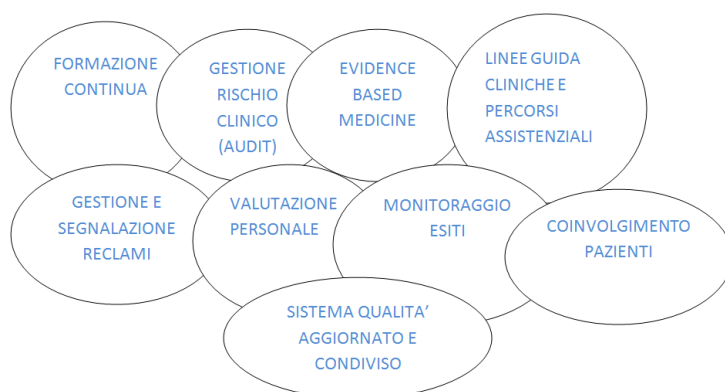 FORMAZIONE
CONTINUA
GESTIONE
RISCHIO
CLINICO
(AUDIT)
EVIDENCE
BASED
MEDICINE
LINEE GUIDA
CLINICHE E
PERCORSI
ASSISTENZIALI
GESTIONE E
SEGNALAZIONE
RECLAMI
VALUTAZIONE
PERSONALE
MONITORAGGIO
ESITI
COINVOLGIMENTO
PAZIENTI
SISTEMA QUALITA’
AGGIORNATO E
CONDIVISO